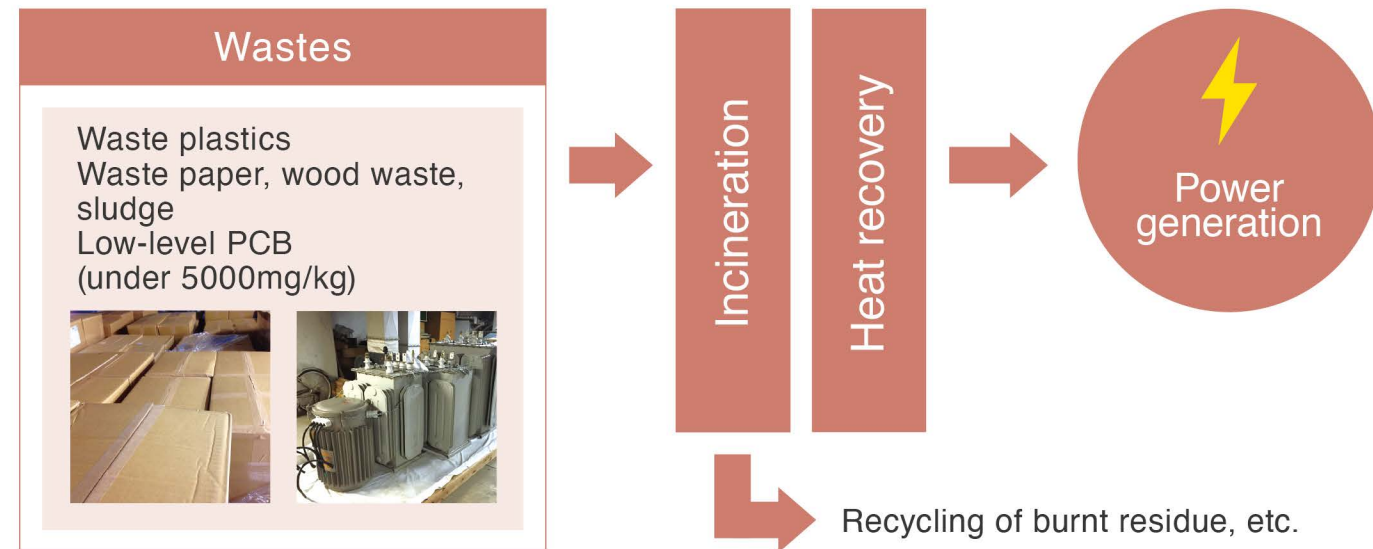 Wastes
Waste plastics
Waste paper, wood waste,
sludge
Low-level PCB
(under 5000mg/kg)
Incineration
Heat recovery
Power
generation
Recycling of burnt residue, etc.